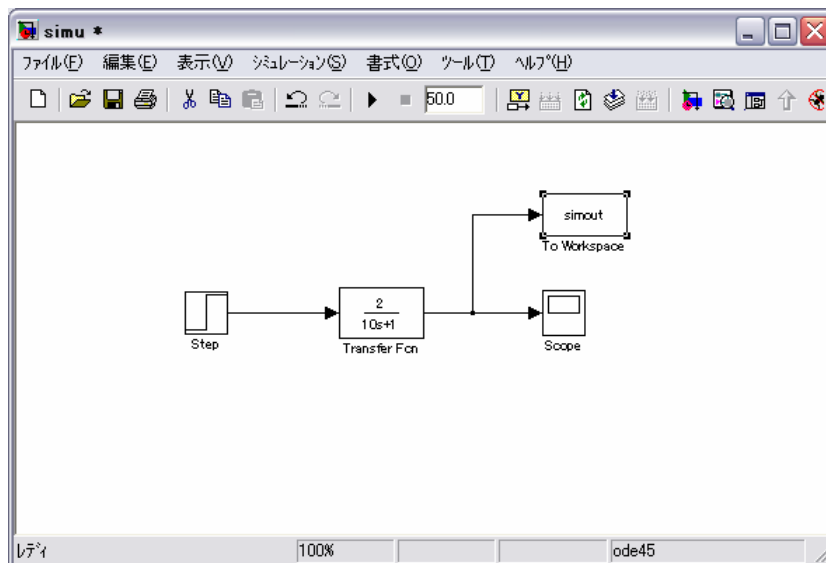 simu *
ファイル(F) 編集(E) 表示(V) シミュレーション(S) 書式(O) ツール(T) ヘルプ(H)
50.0
simout
To Workspace
2
10s+1
Step
Transfer Fcn
Scope
レディ 100% ode45